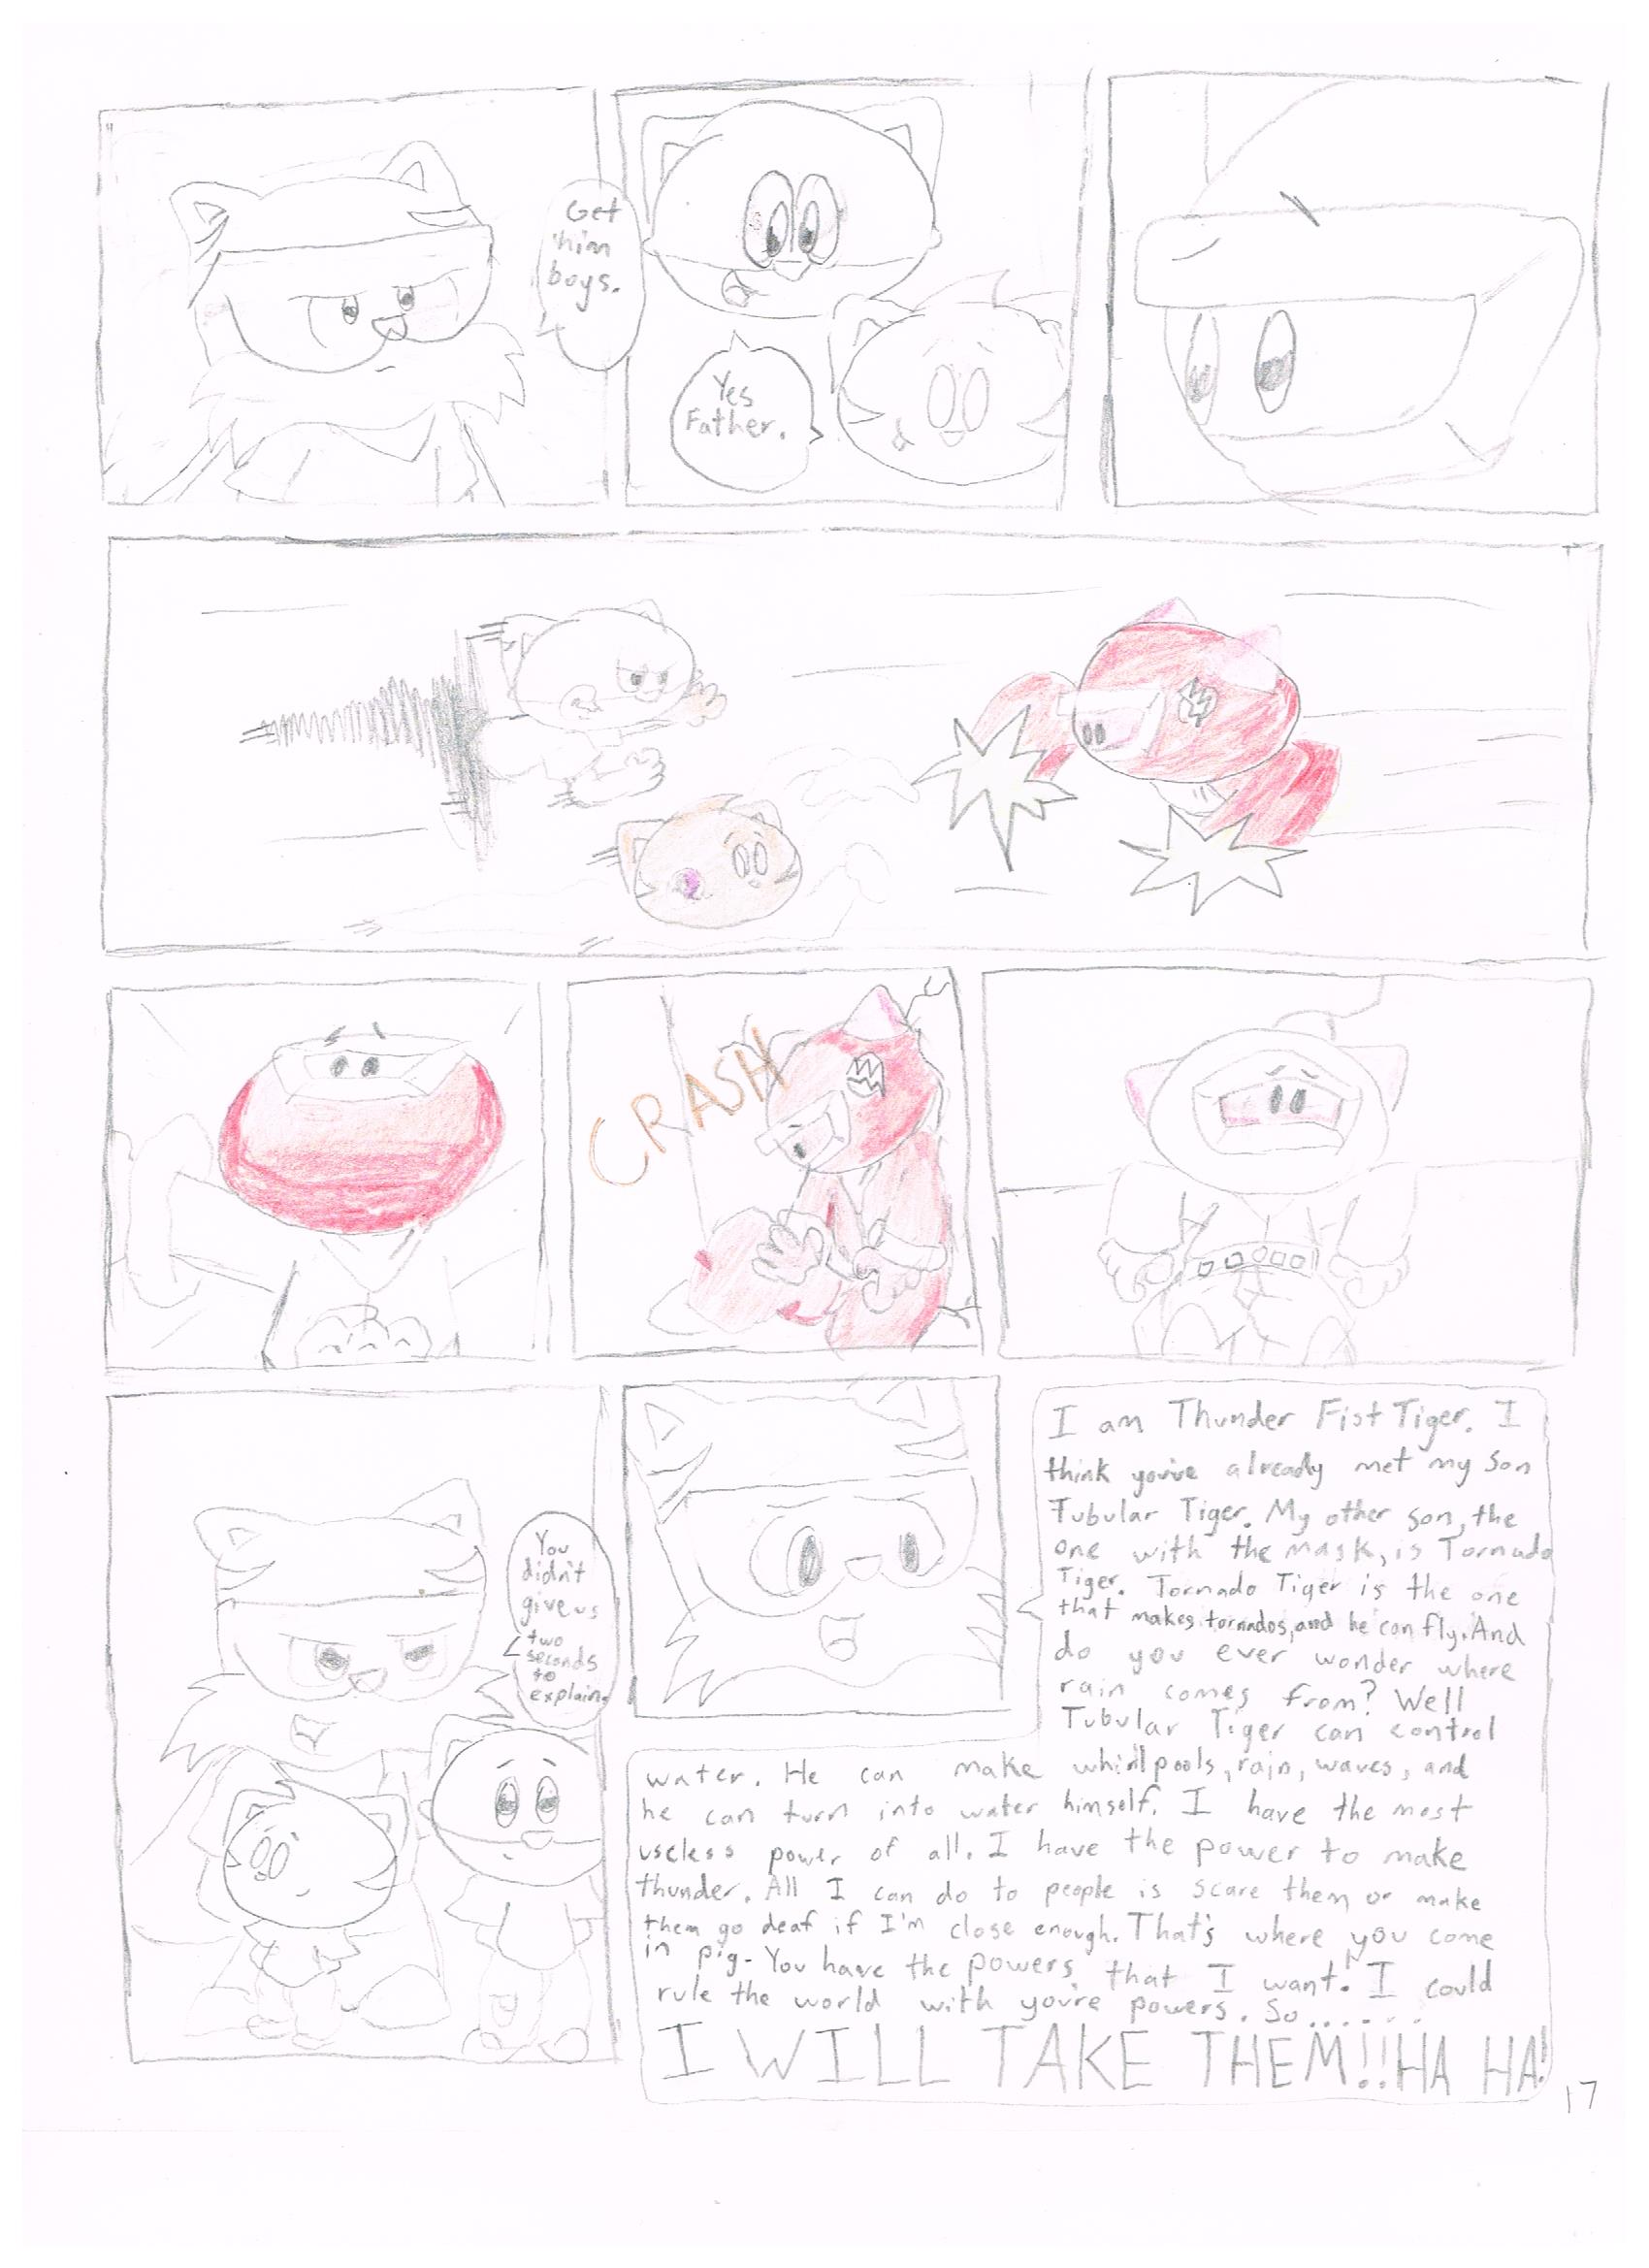 Get
him
boys.
Yes
Father.
CRASH
You
didn't
give us
two
seconds
to
explain.
I am Thunder Fist Tiger. I
think you've already met my son
Tubular Tiger. My other son, the
one with the mask, is Tornado
Tiger. Tornado Tiger is the one
that makes tornados, and he can fly. And
do you ever wonder where
rain comes from? Well
Tubular Tiger can control
water. He can make whirlpools, rain, waves, and
he can turn into water himself. I have the most
useless power of all. I have the power to make
thunder. All I can do to people is scare them or make
them go deaf if I'm close enough. That's where you come
in pig. You have the powers that I want. I could
rule the world with you're powers. So......
I WILL TAKE THEM!! HA HA!
17